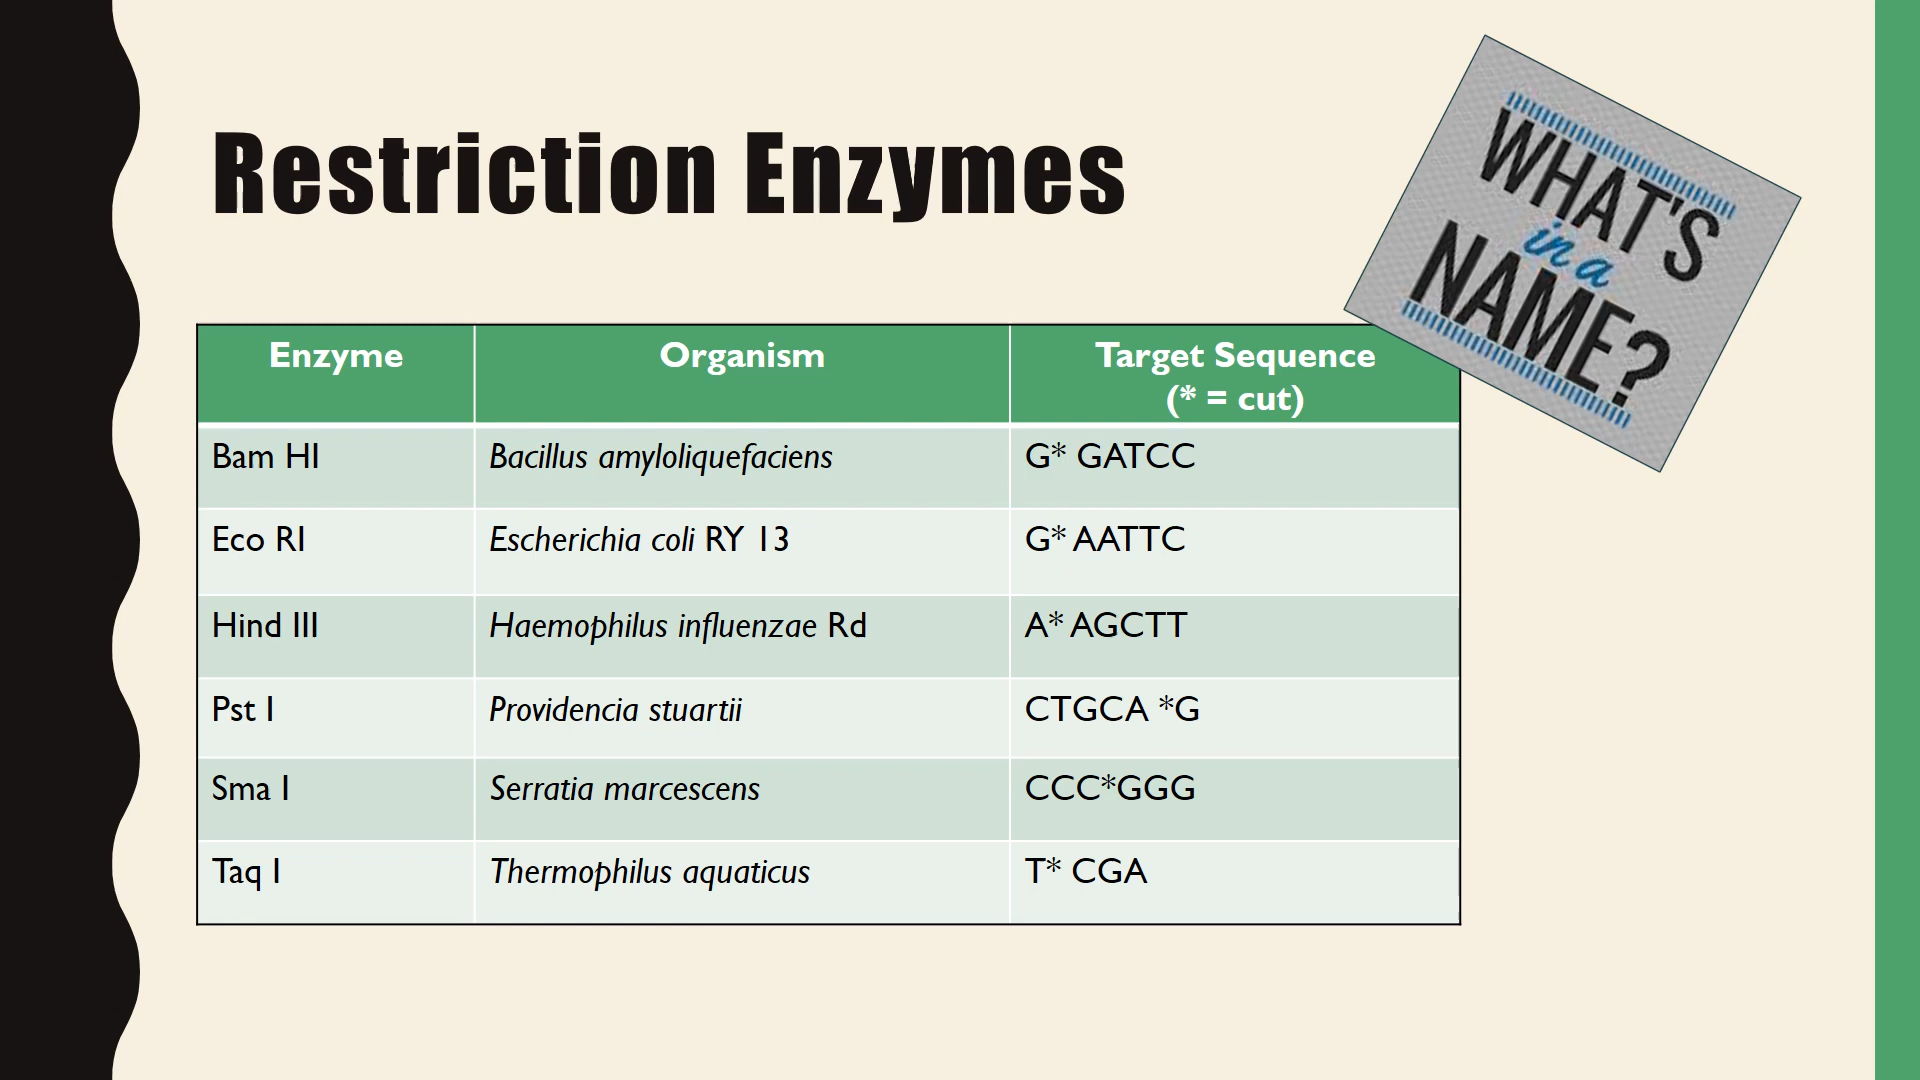 Restriction Enzymes
WHAT'S
in a
NAME?
Enzyme Organism Target Sequence
(* = cut)
Bam HI Bacillus amyloliquefaciens G* GATCC
Eco RI Escherichia coli RY 13 G* AATTC
Hind III Haemophilus influenzae Rd A* AGCTT
Pst I Providencia stuartii CTGCA *G
Sma I Serratia marcescens CCC*GGG
Taq I Thermophilus aquaticus T* CGA